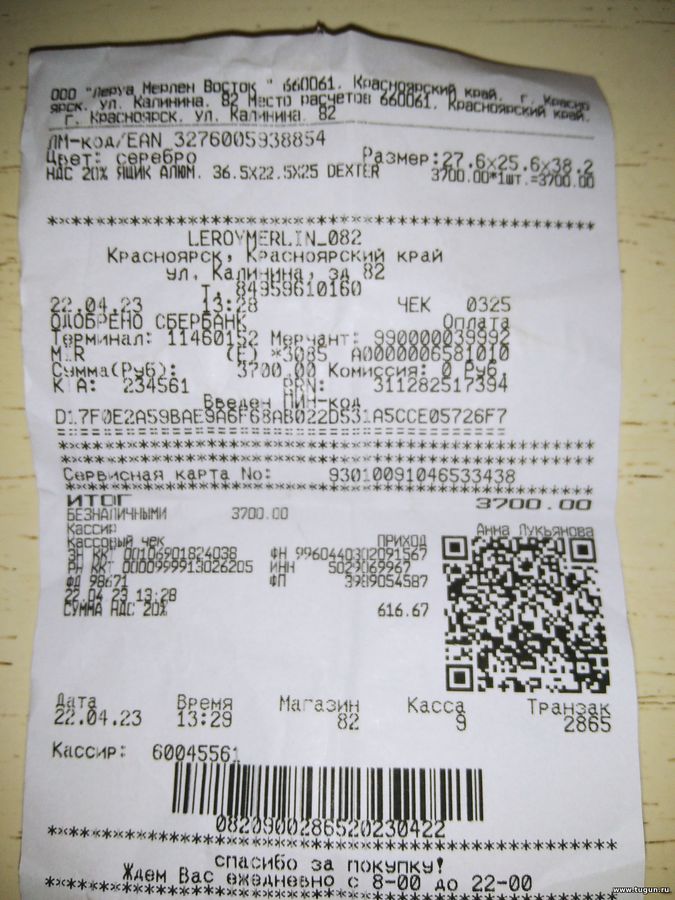 ООО "Леруа Мерлен Восток " 660061, Красноярский край, г. Красно
ярск, ул. Калинина, 82 Место расчетов 660061, Красноярский край,
г. Красноярск, ул. Калинина, 82
ЛМ-код/EAN 3276005938854
Цвет: серебро Размер:27.6x25.6x38.2
НДС 20% ЯЩИК АЛЮМ. 36.5X22.5X25 DEXTER 3700.00*1шт.=3700.00
LEROYMERLIN_082
Красноярск, Красноярский край
ул. Калинина, зд 82
Т. 84959610160
22.04.23 13:28 ЧЕК 0325
ОДОБРЕНО СБЕРБАНК Оплата
Терминал: 11460152 Мерчант: 990000039992
(E) *3085 A0000006581010
Сумма(Руб): 3700.00 Комиссия: 0 Руб.
К А: 234561 RRN: 311282517394
Введен ПИН-код
D17F0E2A59BAE9A6F68AB022D531A5CCE05726F7
==========================================
Сервисная карта No: 93010091046533438
ИТОГ 3700.00
БЕЗНАЛИЧНЫМИ 3700.00
Кассир Анна Лукьянова
Кассовый чек ПРИХОД
ЗН ККТ 00106901824038 ФН 9960440302091567
РН ККТ 0000999913026205 ИНН 5029069967
ФД 98671 ФП 3989054587
22.04.23 13:28
СУММА НДС 20% 616.67
Дата Время Магазин Касса Транзак
22.04.23 13:29 82 9 2865
Кассир: 60045561
0820900286520230422
спасибо за покупку!
Ждем Вас ежедневно с 8-00 до 22-00
www.tugun.ru